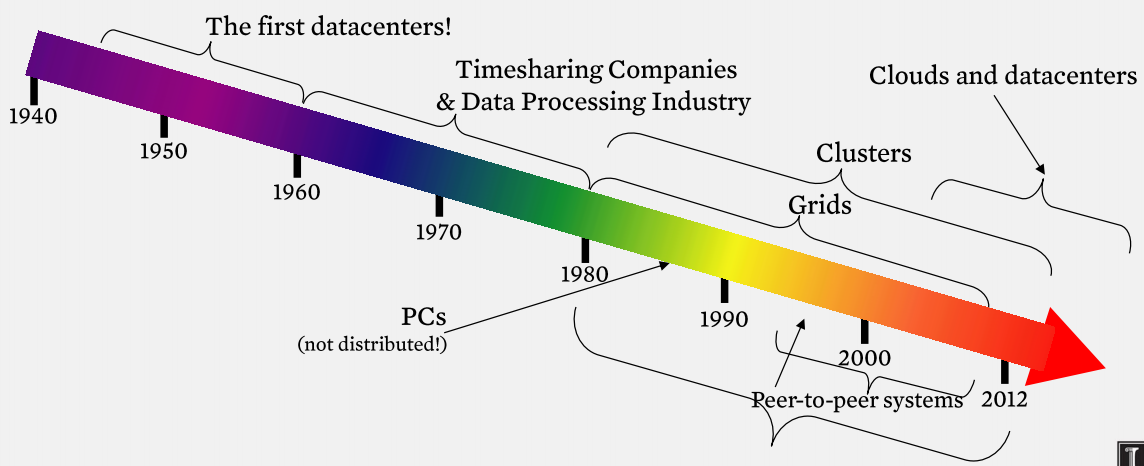 The first datacenters!
Timesharing Companies
& Data Processing Industry
Clouds and datacenters
Clusters
Grids
1940
1950
1960
1970
1980
1990
2000
2012
PCs
(not distributed!)
Peer-to-peer systems